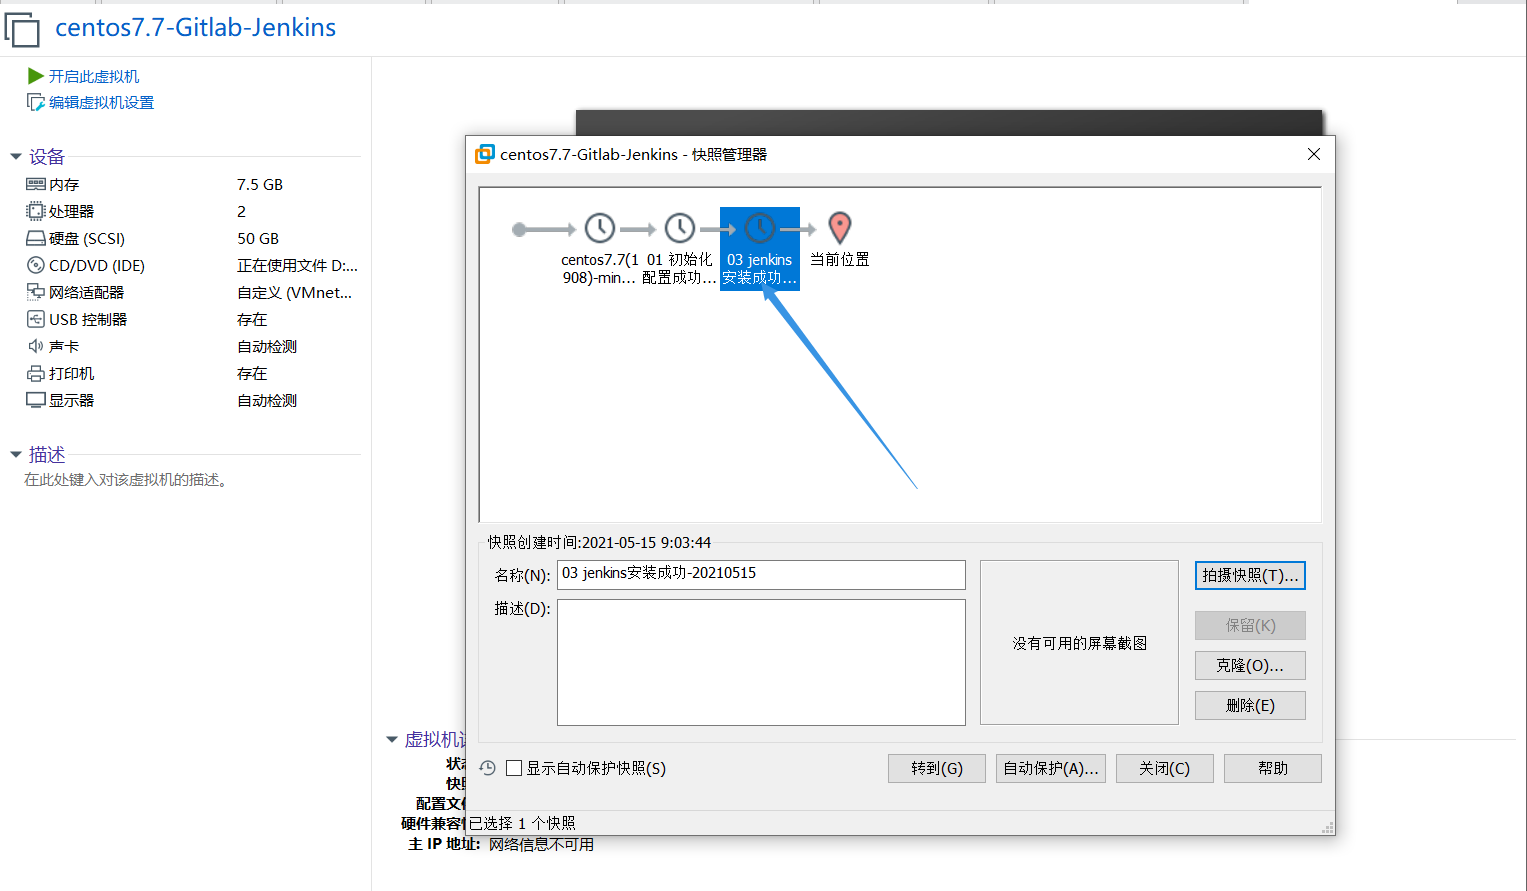 centos7.7-Gitlab-Jenkins
开启此虚拟机
编辑虚拟机设置
设备
内存 7.5 GB
处理器 2
硬盘 (SCSI) 50 GB
CD/DVD (IDE) 正在使用文件 D:...
网络适配器 自定义 (VMnet...
USB 控制器 存在
声卡 自动检测
打印机 存在
显示器 自动检测
描述
在此处键入对该虚拟机的描述。
centos7.7-Gitlab-Jenkins - 快照管理器
centos7.7(1
908)-min...
01 初始化
配置成功...
03 jenkins
安装成功...
当前位置
快照创建时间:2021-05-15 9:03:44
名称(N): 03 jenkins安装成功-20210515
描述(D):
没有可用的屏幕截图
拍摄快照(T)...
保留(K)
克隆(O)...
删除(E)
显示自动保护快照(S)
转到(G)
自动保护(A)...
关闭(C)
帮助
已选择 1 个快照
虚拟机
状
快
配置文
硬件兼容
主 IP 地址: 网络信息不可用